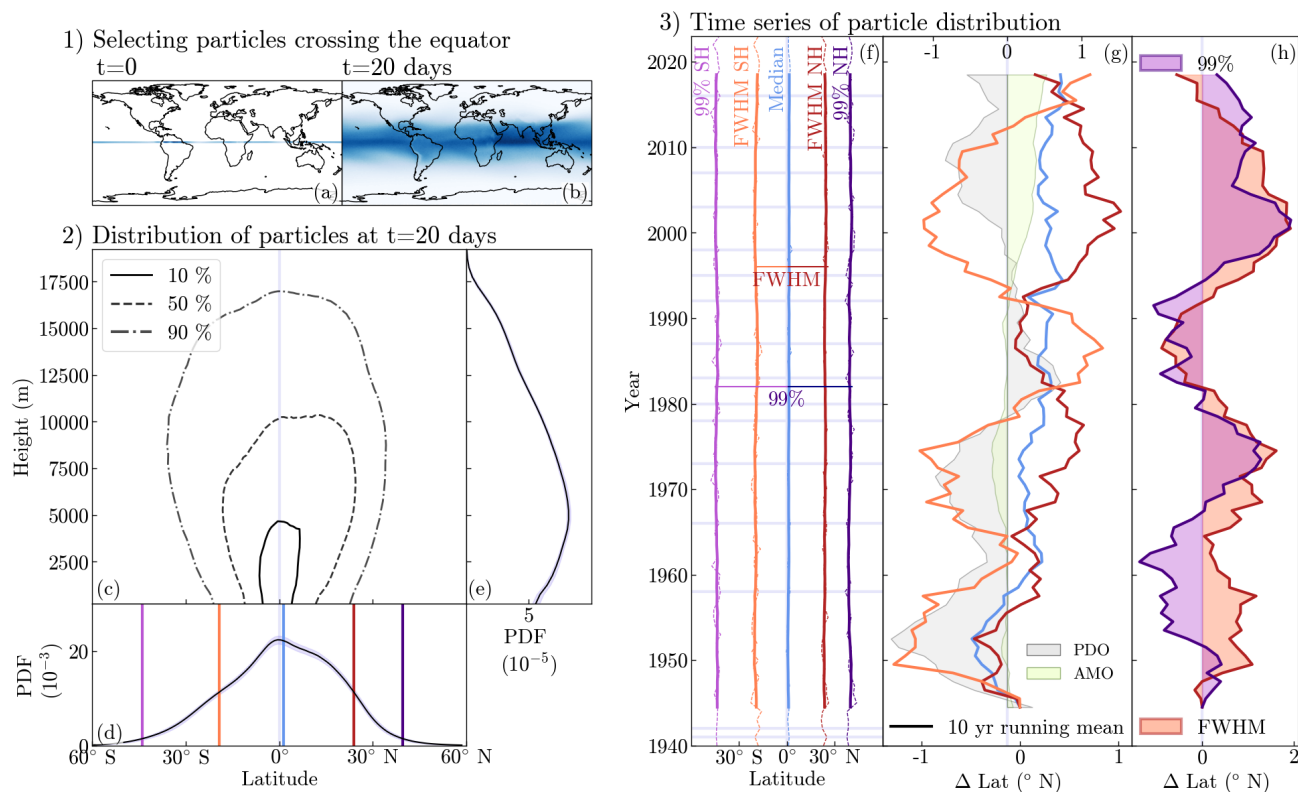 1) Selecting particles crossing the equator
t=0
t=20 days
(a)
(b)
2) Distribution of particles at t=20 days
10 %
50 %
90 %
17500
15000
12500
10000
7500
5000
2500
Height (m)
(c)
(e)
5
PDF
(10⁻⁵)
20
0
PDF
(10⁻³)
(d)
60° S
30° S
0°
30° N
60° N
Latitude
3) Time series of particle distribution
(f)
99% SH
FWHM SH
Median
FWHM NH
99% NH
FWHM
99%
2020
2010
2000
1990
1980
1970
1960
1950
1940
Year
30° S
0°
30° N
Latitude
-1
0
1
(g)
PDO
AMO
10 yr running mean
-1
0
1
Δ Lat (° N)
(h)
99%
FWHM
0
2
Δ Lat (° N)